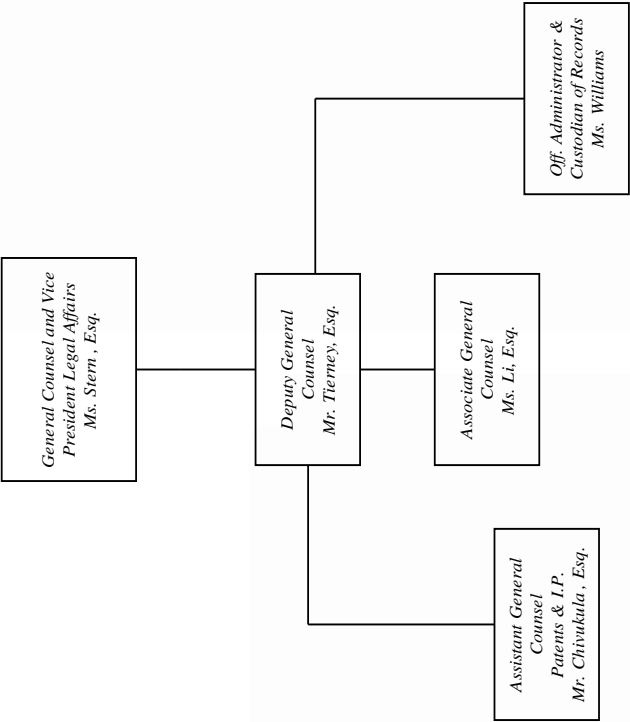 General Counsel and Vice
President Legal Affairs
Ms. Stern , Esq.
Deputy General
Counsel
Mr. Tierney, Esq.
Assistant General
Counsel
Patents & I.P.
Mr. Chivukula , Esq.
Associate General
Counsel
Ms. Li, Esq.
Off. Administrator &
Custodian of Records
Ms. Williams